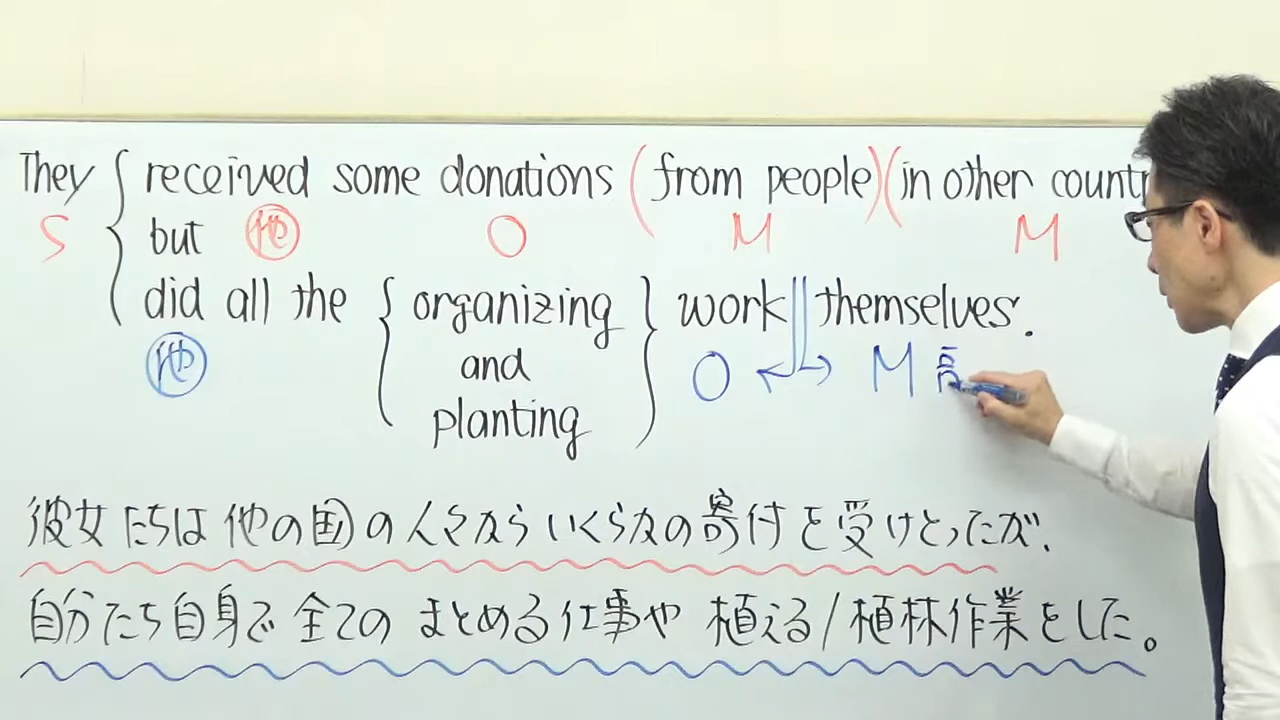 They { received some donations (from people)(in other countr
S but 他 O M M
did all the { organizing } work || themselves.
他 and O ↔ M 副
planting
彼女たちは他の国の人々からいくらかの寄付を受けとったが、
自分たち自身で全てのまとめる仕事や植える/植林作業をした。